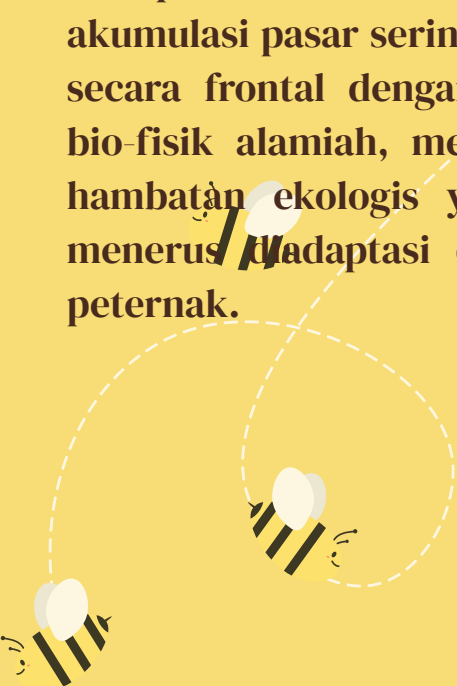 akumulasi pasar serin
secara frontal denga
bio-fisik alamiah, me
hambatan ekologis y
menerus diadaptasi
peternak.